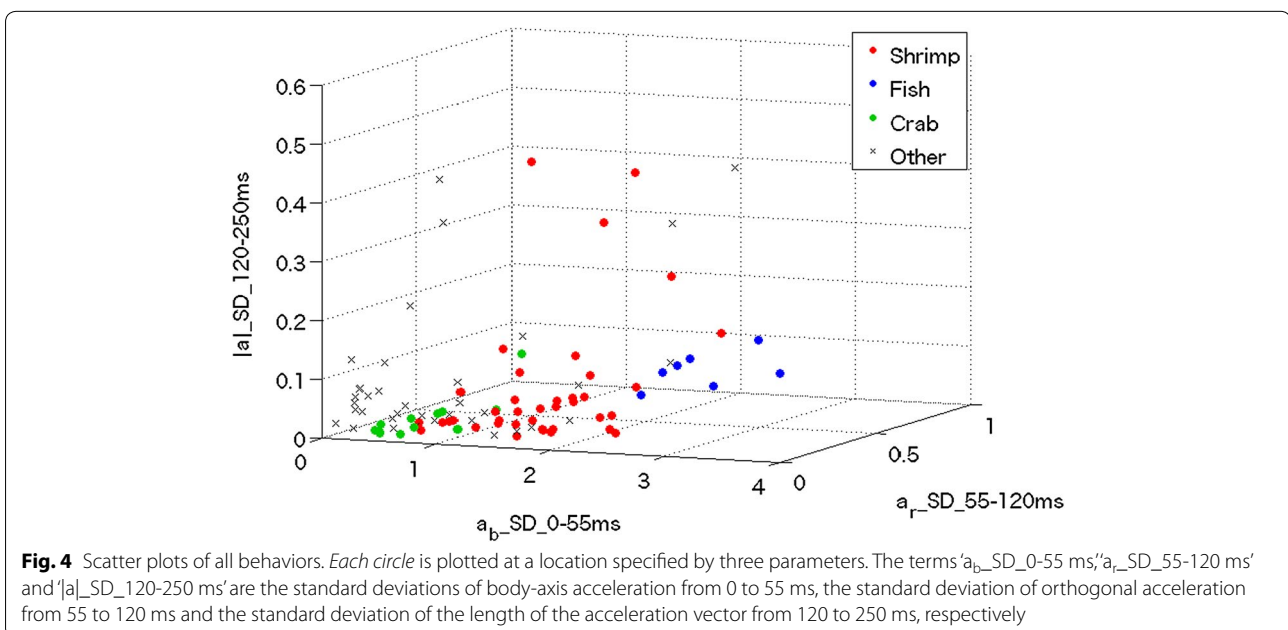 0.6
0.5
0.4
0.3
0.2
0.1
0
|a|_SD_120-250ms
0
1
2
3
4
a_b_SD_0-55ms
0
0.5
1
a_r_SD_55-120ms
Shrimp
Fish
Crab
Other
Fig. 4 Scatter plots of all behaviors. Each circle is plotted at a location specified by three parameters. The terms ‘a_b_SD_0-55 ms,’ ‘a_r_SD_55-120 ms’
and ‘|a|_SD_120-250 ms’ are the standard deviations of body-axis acceleration from 0 to 55 ms, the standard deviation of orthogonal acceleration
from 55 to 120 ms and the standard deviation of the length of the acceleration vector from 120 to 250 ms, respectively